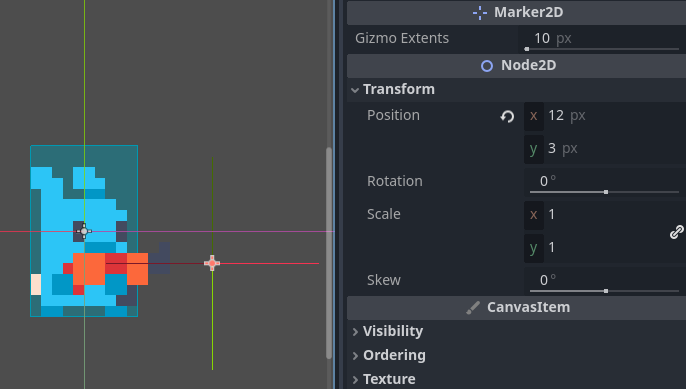 Marker2D
Gizmo Extents 10 px
Node2D
Transform
Position x 12 px
y 3 px
Rotation 0 °
Scale x 1
y 1
Skew 0 °
CanvasItem
Visibility
Ordering
Texture